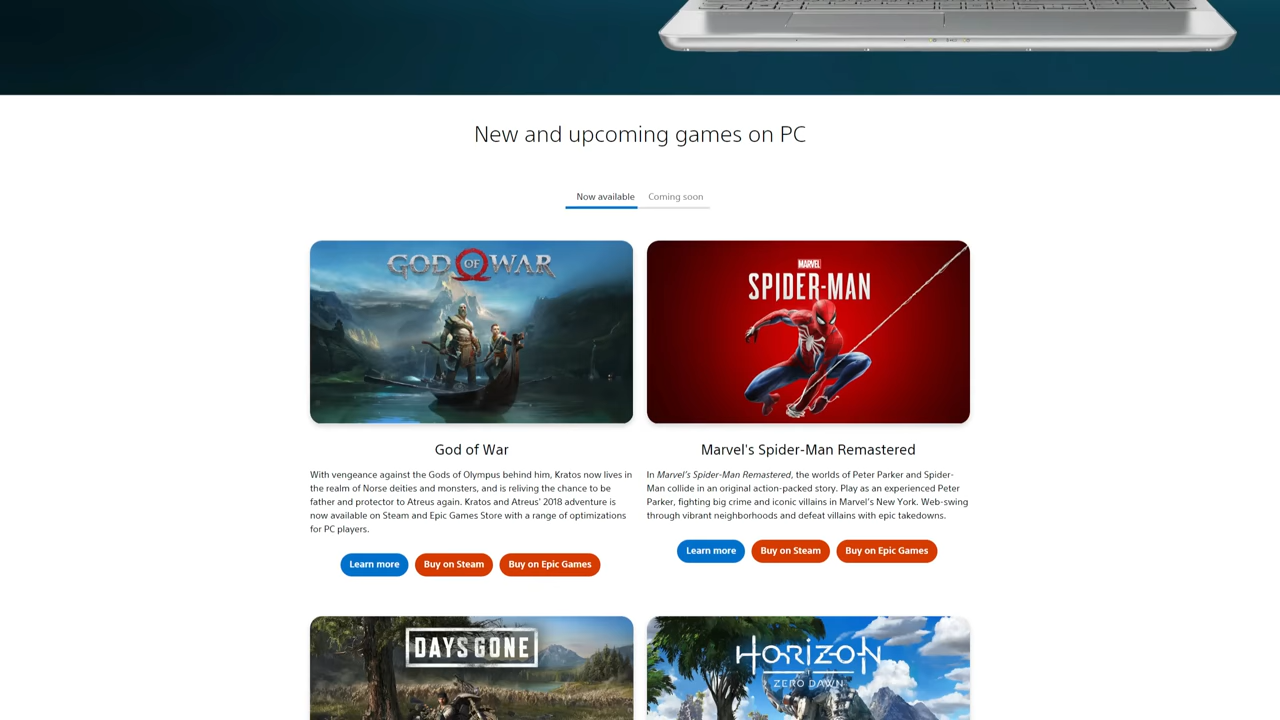 New and upcoming games on PC
Now available
Coming soon
GOD OF WAR
MARVEL
SPIDER-MAN
God of War
With vengeance against the Gods of Olympus behind him, Kratos now lives in
the realm of Norse deities and monsters, and is reliving the chance to be
father and protector to Atreus again. Kratos and Atreus' 2018 adventure is
now available on Steam and Epic Games Store with a range of optimizations
for PC players.
Learn more
Buy on Steam
Buy on Epic Games
Marvel's Spider-Man Remastered
In Marvel's Spider-Man Remastered, the worlds of Peter Parker and Spider-
Man collide in an original action-packed story. Play as an experienced Peter
Parker, fighting big crime and iconic villains in Marvel's New York. Web-swing
through vibrant neighborhoods and defeat villains with epic takedowns.
Learn more
Buy on Steam
Buy on Epic Games
DAYS GONE
HORIZON
ZERO DAWN